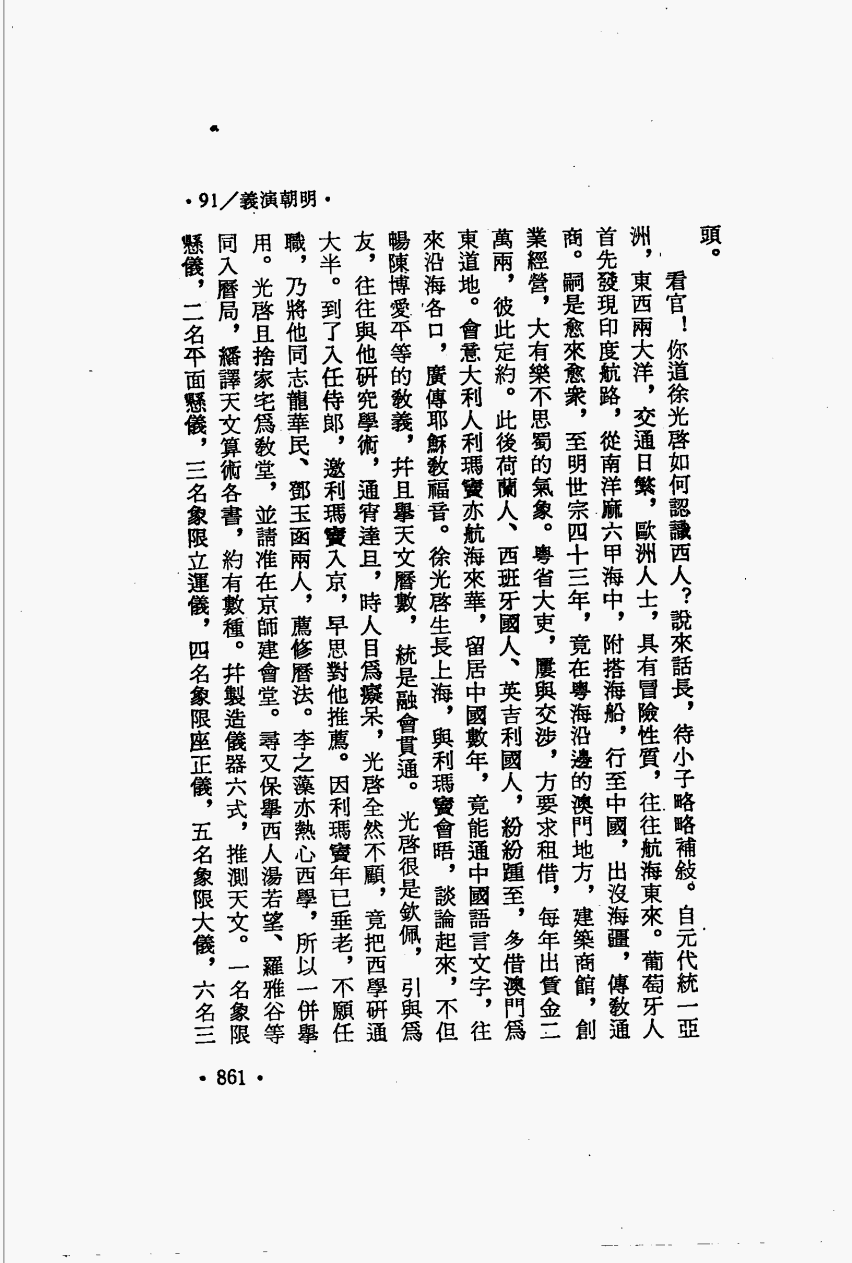 ·明朝演義／91·
頭。
看官！你道徐光啓如何認識西人？說來話長，待小子略略補敍。自元代統一亞
洲，東西兩大洋，交通日繁，歐洲人士，具有冒險性質，往往航海東來。葡萄牙人
首先發現印度航路，從南洋麻六甲海中，附搭海船，行至中國，出沒海疆，傳教通
商。嗣是愈來愈衆，至明世宗四十三年，竟在粵海沿邊的澳門地方，建築商館，創
業經營，大有樂不思蜀的氣象。粵省大吏，屢與交涉，方要求租借，每年出賃金二
萬兩，彼此定約。此後荷蘭人、西班牙國人、英吉利國人，紛紛踵至，多借澳門爲
東道地。會意大利人利瑪竇亦航海來華，留居中國數年，竟能通中國語言文字，往
來沿海各口，廣傳耶穌敎福音。徐光啓生長上海，與利瑪竇會晤，談論起來，不但
暢陳博愛平等的敎義，幷且擧天文曆數，統是融會貫通。光啓很是欽佩，引與爲
友，往往與他硏究學術，通宵達旦，時人目爲癡呆，光啓全然不顧，竟把西學硏通
大半。到了入任侍郞，邀利瑪竇入京，早思對他推薦。因利瑪竇年已垂老，不願任
職，乃將他同志龍華民、鄧玉函兩人，薦修曆法。李之藻亦熱心西學，所以一併擧
用。光啓且捨家宅爲敎堂，並請准在京師建會堂。尋又保擧西人湯若望、羅雅谷等
同入曆局，繙譯天文算術各書，約有數種。幷製造儀器六式，推測天文。一名象限
懸儀，二名平面懸儀，三名象限立運儀，四名象限座正儀，五名象限大儀，六名三
·861·